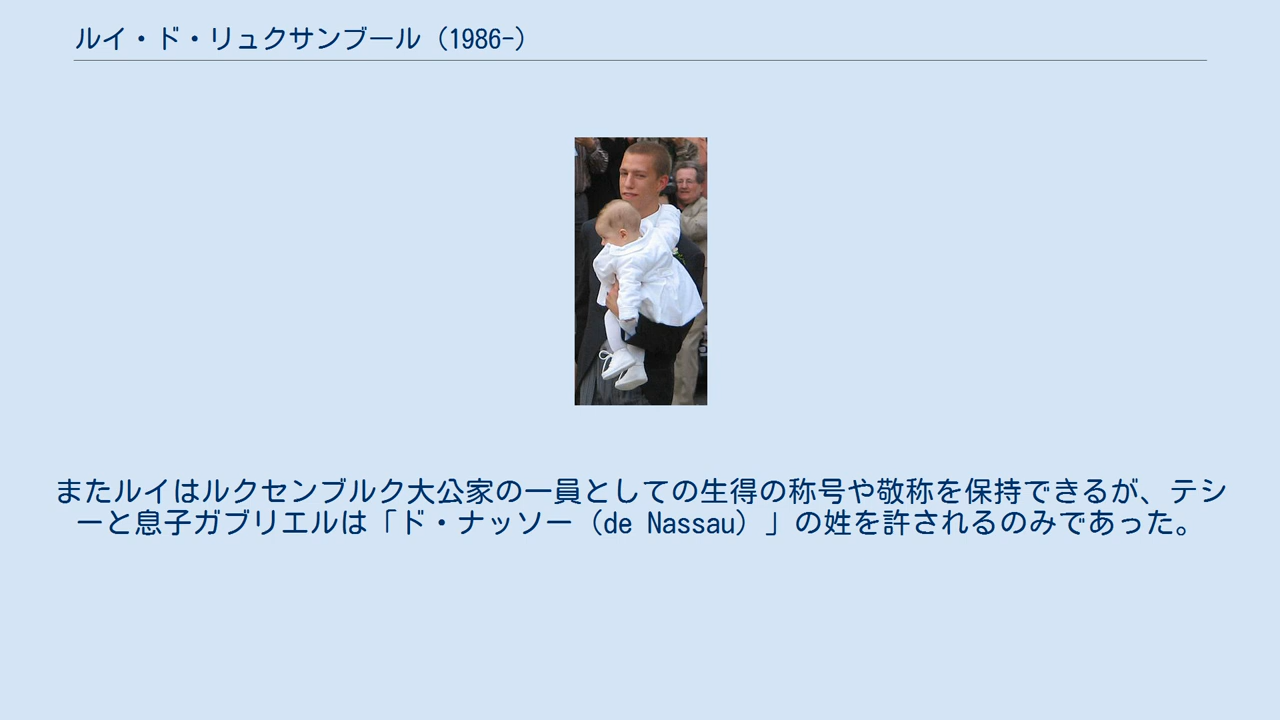 ルイ・ド・リュクサンブール（1986-）
またルイはルクセンブルク大公家の一員としての生得の称号や敬称を保持できるが、テシ
ーと息子ガブリエルは「ド・ナッソー（de Nassau）」の姓を許されるのみであった。